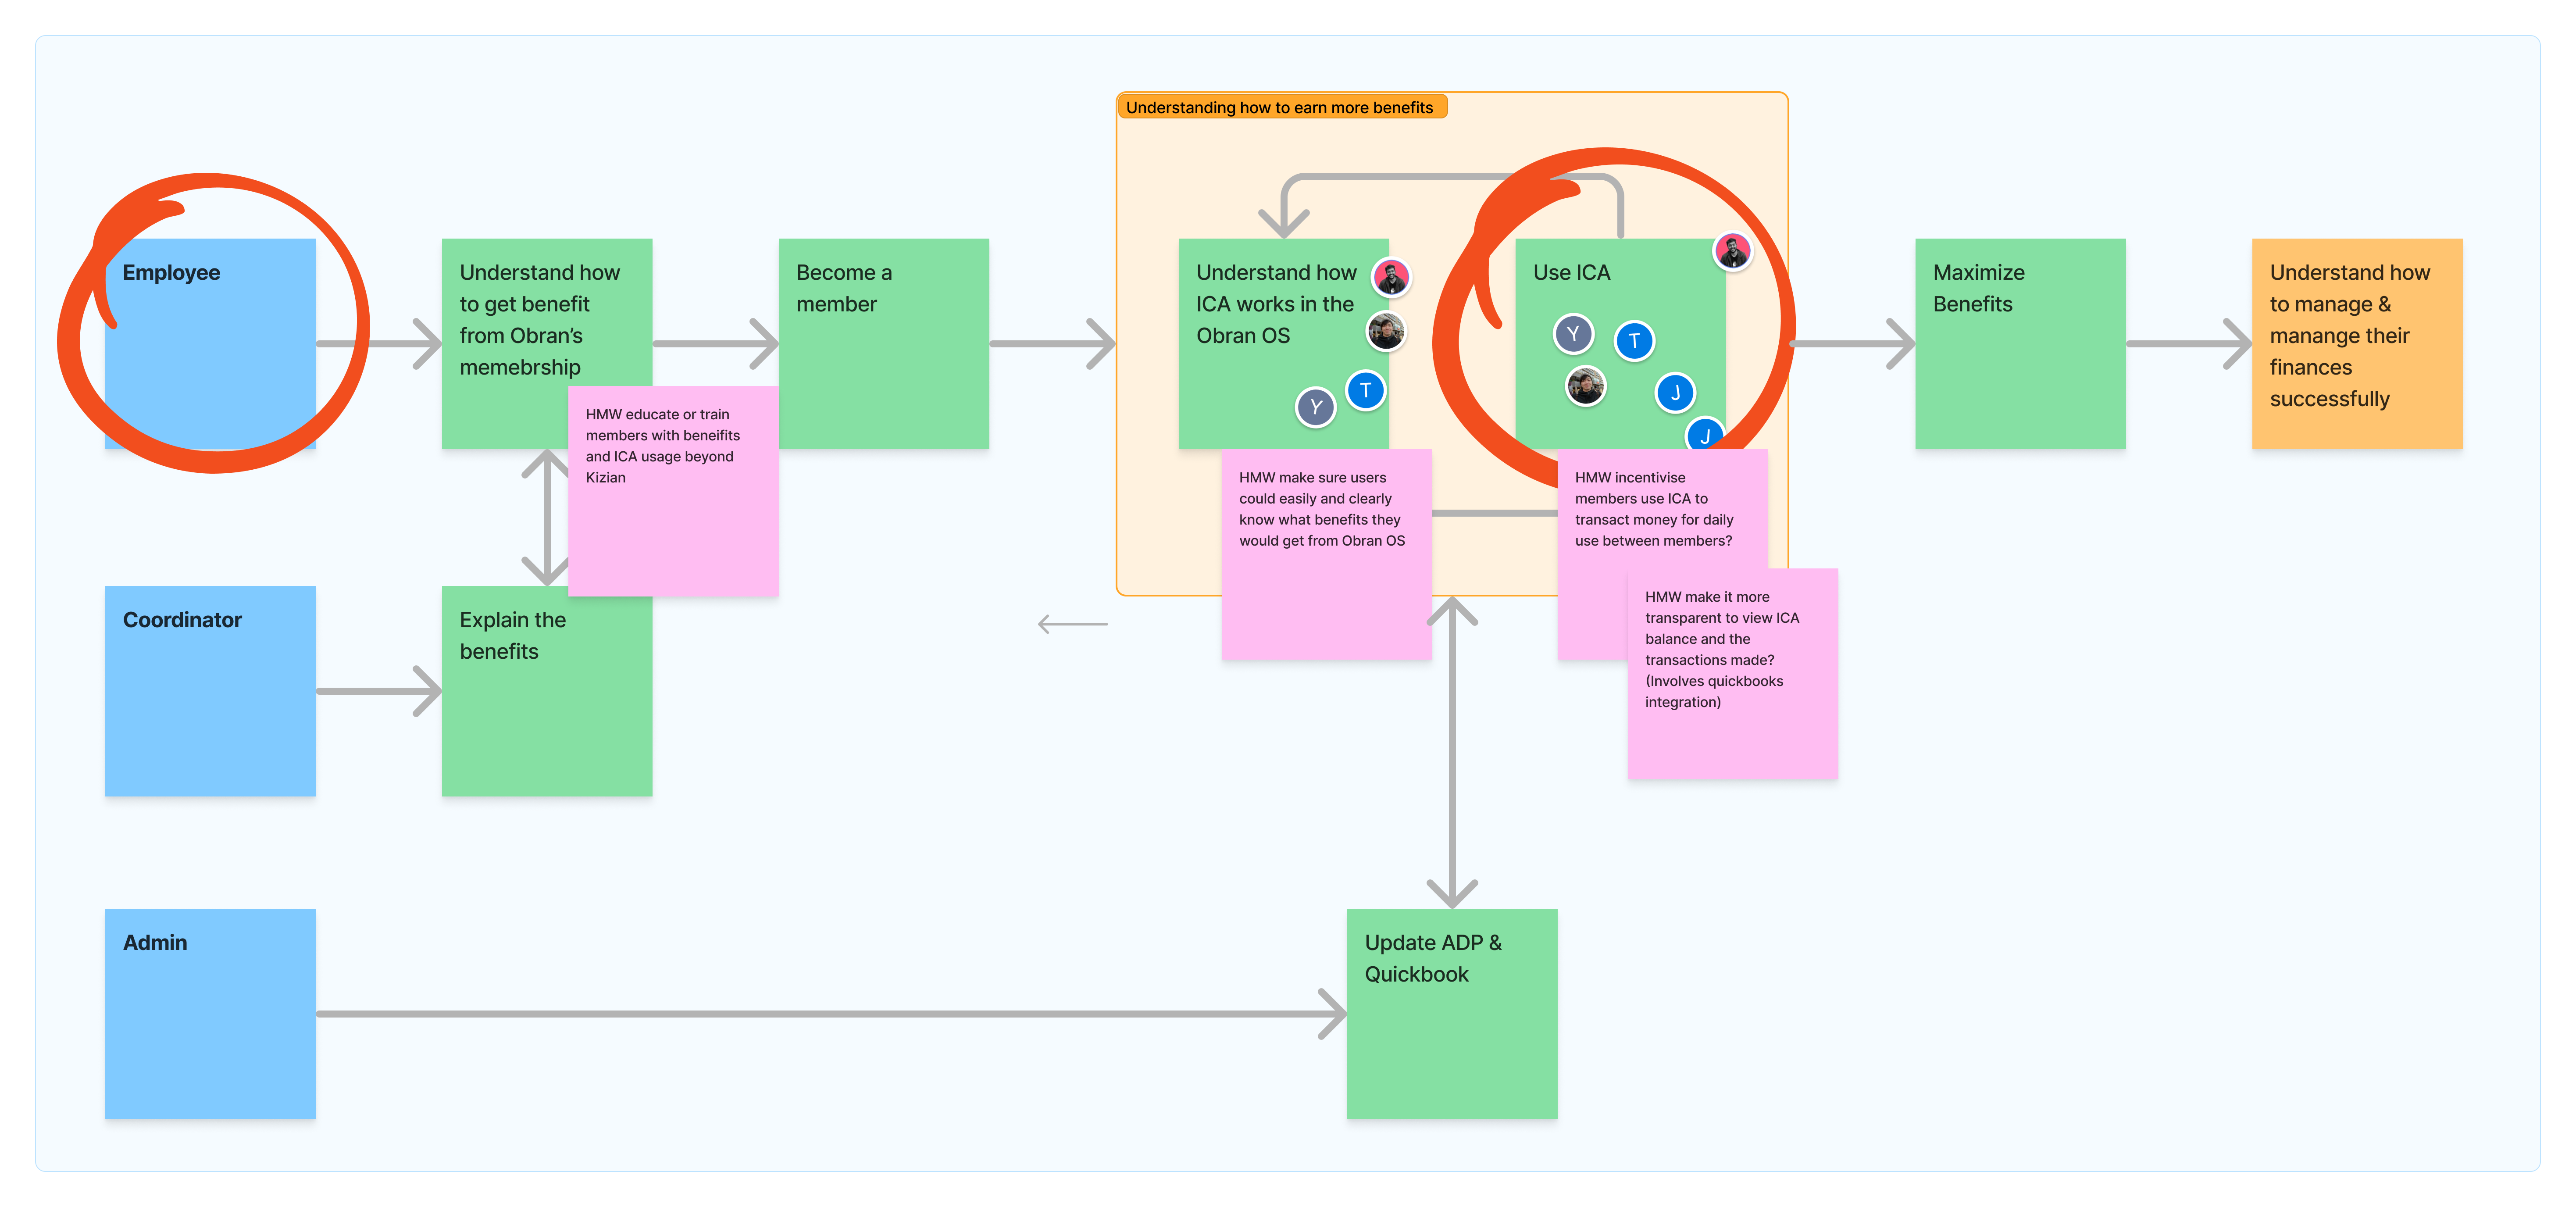 Understanding how to earn more benefits
Employee
Understand how
to get benefit
from Obran's
memebrship
Become a
member
Understand how
ICA works in the
Obran OS
Y
T
Use ICA
Y
T
J
J
Maximize
Benefits
Understand how
to manage &
manange their
finances
successfully
HMW educate or train
members with beneifits
and ICA usage beyond
Kizian
HMW make sure users
could easily and clearly
know what benefits they
would get from Obran OS
HMW incentivise
members use ICA to
transact money for daily
use between members?
HMW make it more
transparent to view ICA
balance and the
transactions made?
(Involves quickbooks
integration)
Coordinator
Explain the
benefits
Admin
Update ADP &
Quickbook